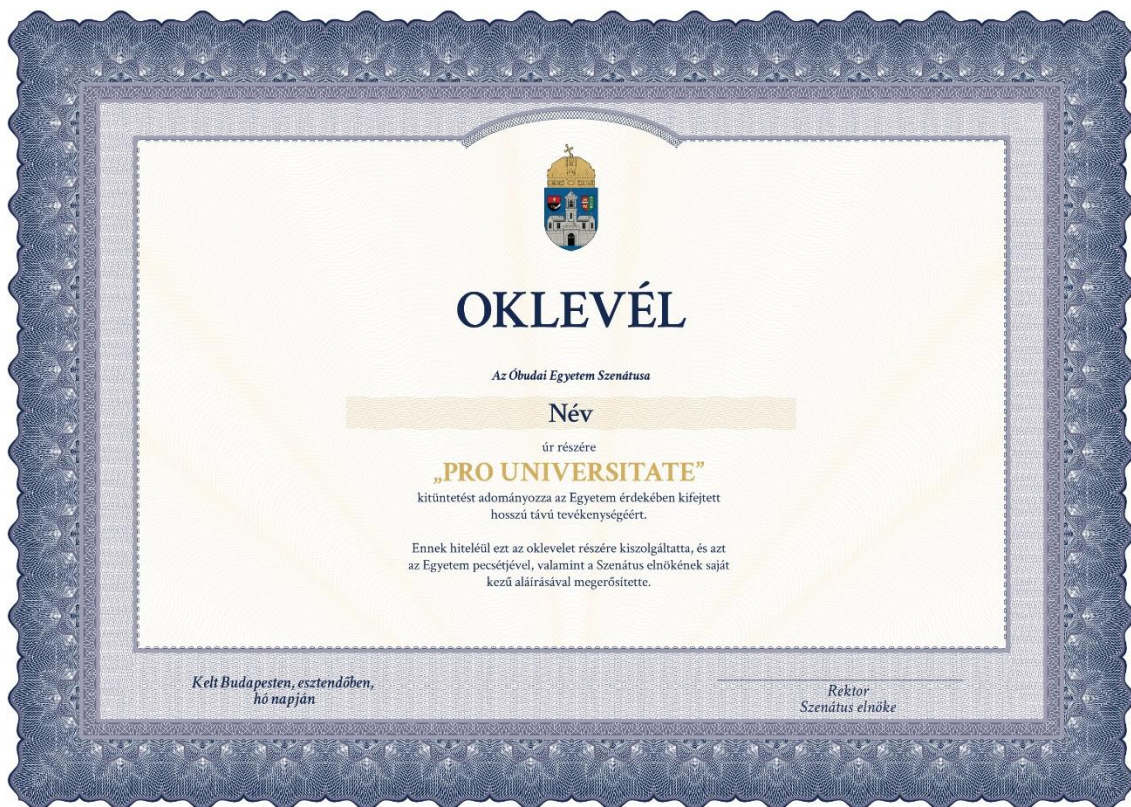 OKLEVÉL
Az Óbudai Egyetem Szenátusa
Név
úr részére
„PRO UNIVERSITATE”
kitüntetést adományozza az Egyetem érdekében kifejtett
hosszú távú tevékenységéért.
Ennek hiteléül ezt az oklevelet részére kiszolgáltatta, és azt
az Egyetem pecsétjével, valamint a Szenátus elnökének saját
kezű aláírásával megerősítette.
Kelt Budapesten, esztendőben,
hó napján
Rektor
Szenátus elnöke